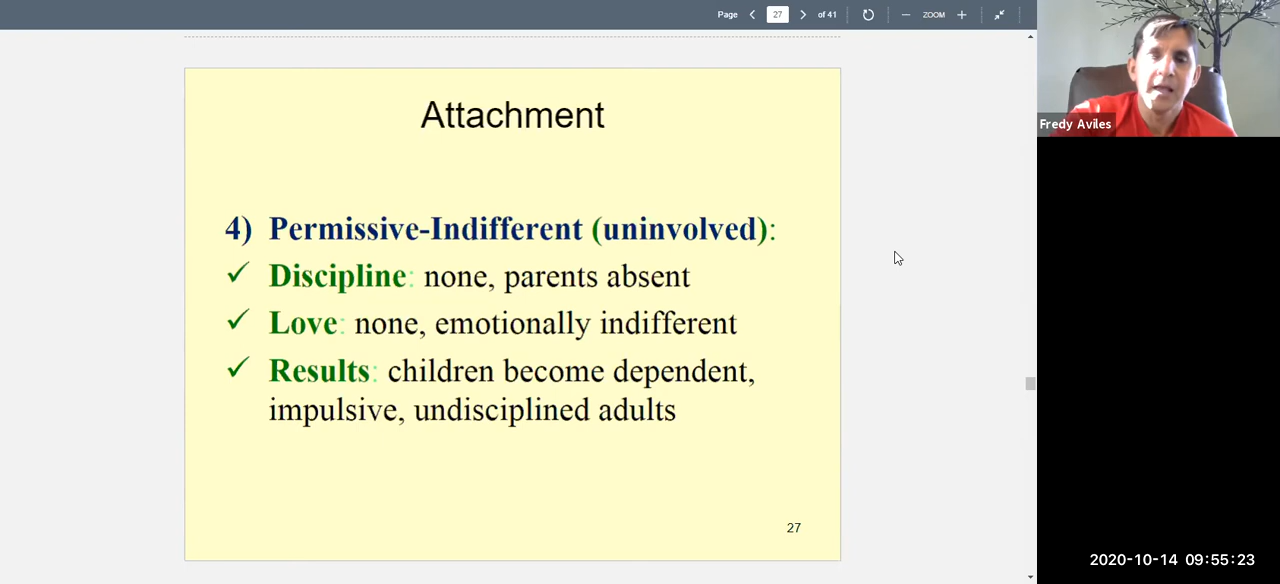 Page 27 of 41 ZOOM
Attachment
4) Permissive-Indifferent (uninvolved):
✓ Discipline: none, parents absent
✓ Love: none, emotionally indifferent
✓ Results: children become dependent,
impulsive, undisciplined adults
27
Fredy Aviles
2020-10-14 09:55:23